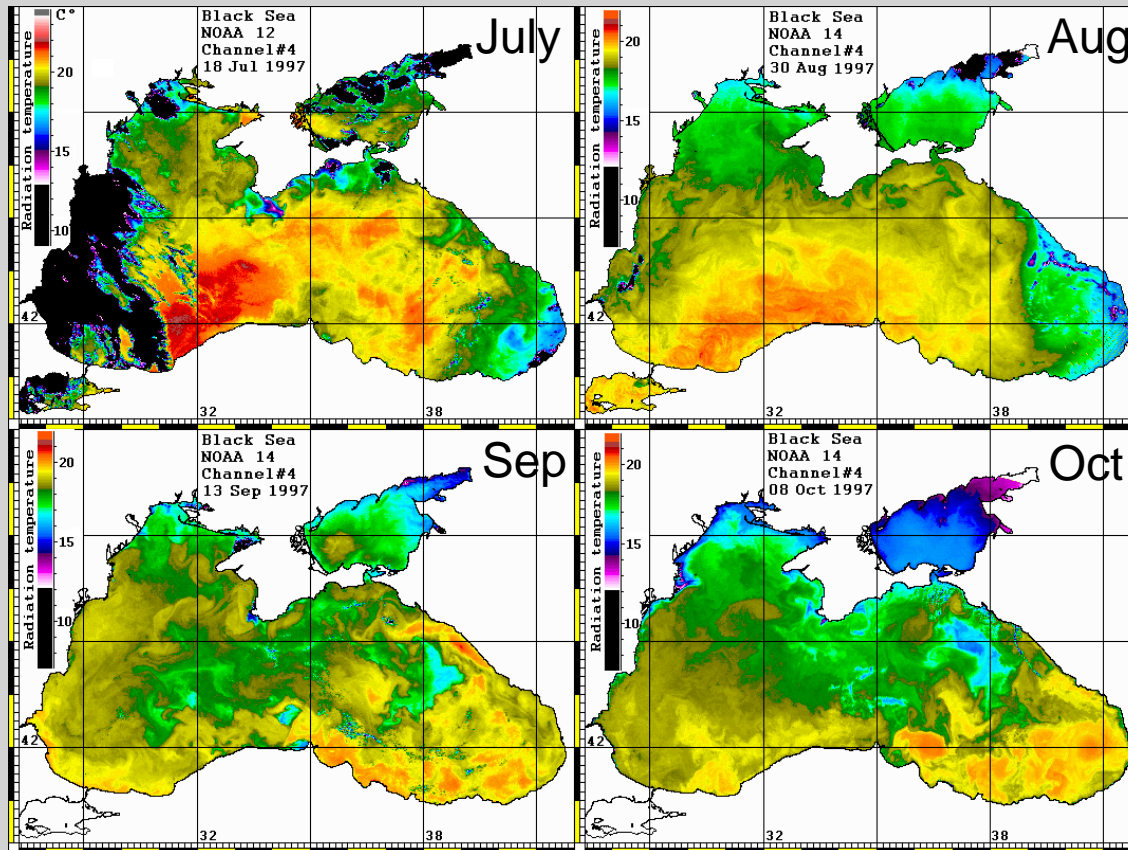 Black Sea
NOAA 12
Channel#4
18 Jul 1997
July
C°
20
15
10
Radiation temperature
42
32
38
Black Sea
NOAA 14
Channel#4
30 Aug 1997
Aug
20
15
10
Radiation temperature
42
32
38
Black Sea
NOAA 14
Channel#4
13 Sep 1997
Sep
20
15
10
Radiation temperature
42
32
38
Black Sea
NOAA 14
Channel#4
08 Oct 1997
Oct
20
15
10
Radiation temperature
42
32
38